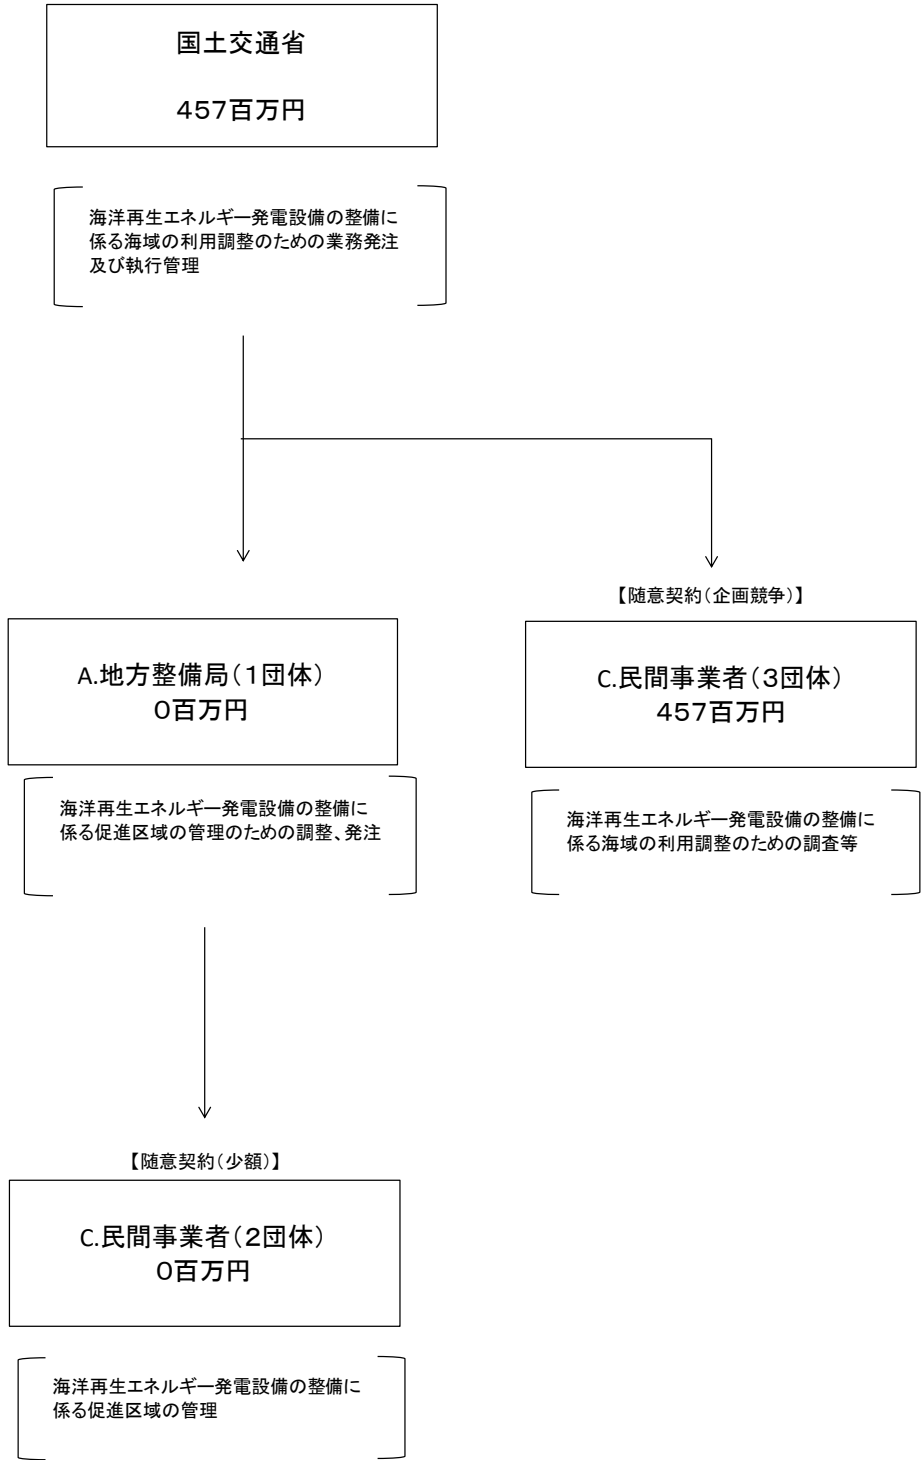 国土交通省
457百万円
海洋再生エネルギー発電設備の整備に
係る海域の利用調整のための業務発注
及び執行管理
【随意契約(企画競争)】
A.地方整備局(1団体)
0百万円
C.民間事業者(3団体)
457百万円
海洋再生エネルギー発電設備の整備に
係る促進区域の管理のための調整、発注
海洋再生エネルギー発電設備の整備に
係る海域の利用調整のための調査等
【随意契約(少額)】
C.民間事業者(2団体)
0百万円
海洋再生エネルギー発電設備の整備に
係る促進区域の管理